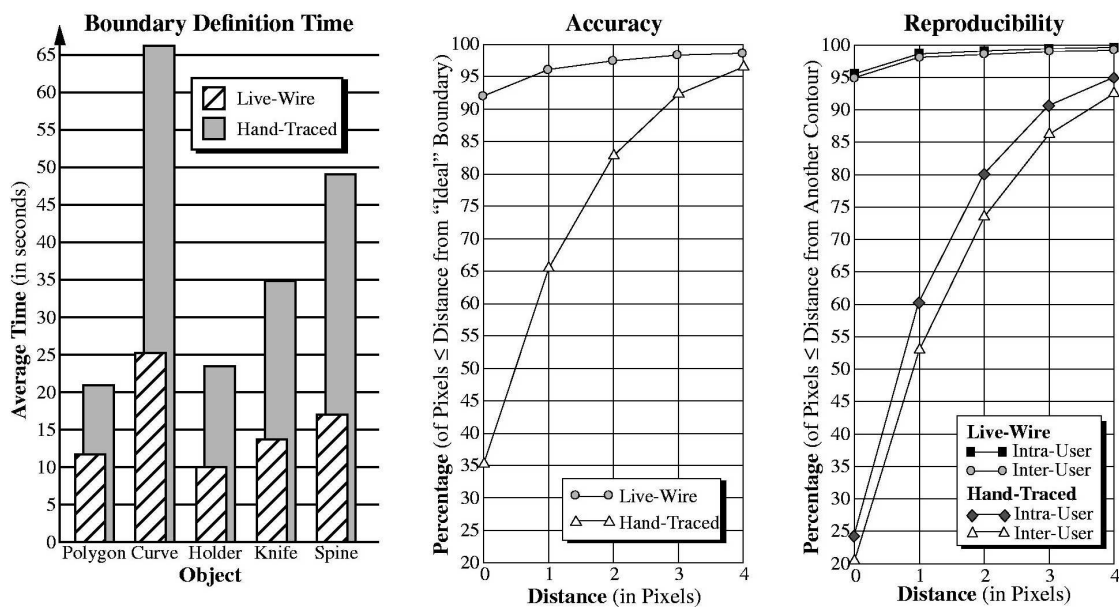 Boundary Definition Time
Average Time (in seconds)
65
60
55
50
45
40
35
30
25
20
15
10
5
0
Live-Wire
Hand-Traced
Polygon Curve Holder Knife Spine
Object
Accuracy
Percentage (of Pixels ≤ Distance from “Ideal” Boundary)
100
95
90
85
80
75
70
65
60
55
50
45
40
35
30
25
20
Live-Wire
Hand-Traced
0 1 2 3 4
Distance (in Pixels)
Reproducibility
Percentage (of Pixels ≤ Distance from Another Contour)
100
95
90
85
80
75
70
65
60
55
50
45
40
35
30
25
20
Live-Wire
Intra-User
Inter-User
Hand-Traced
Intra-User
Inter-User
0 1 2 3 4
Distance (in Pixels)